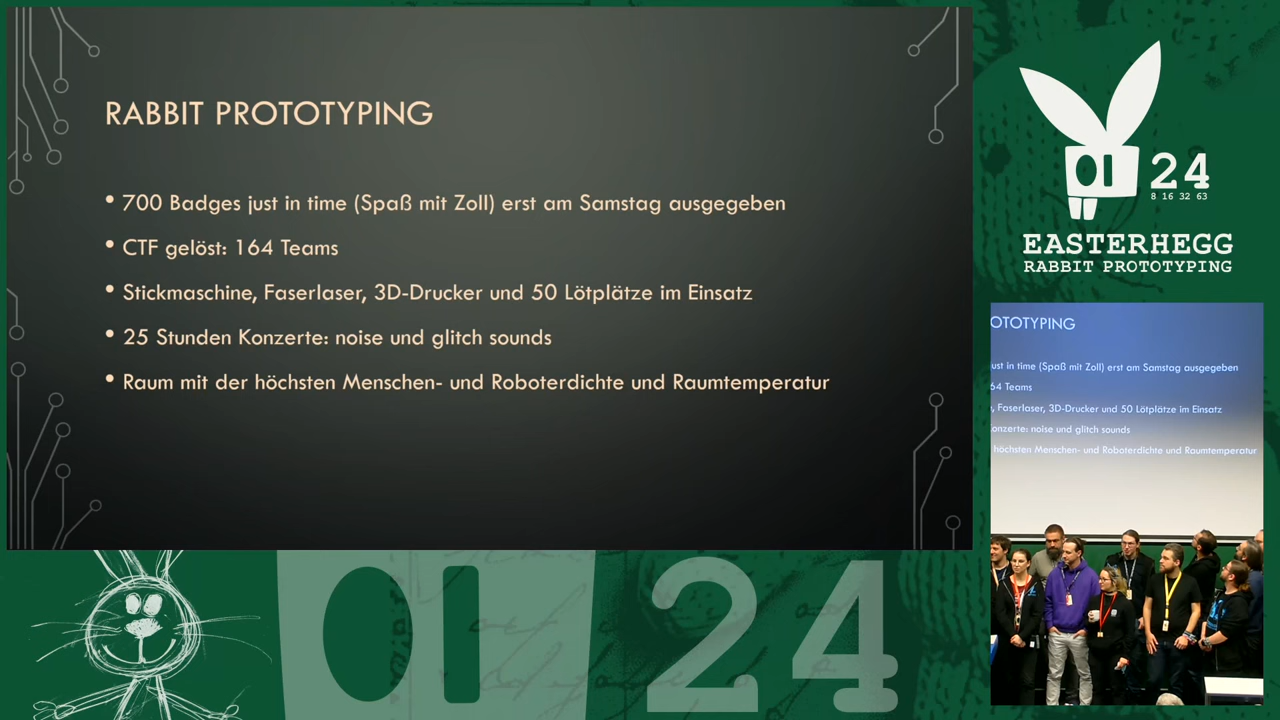 RABBIT PROTOTYPING
• 700 Badges just in time (Spaß mit Zoll) erst am Samstag ausgegeben
• CTF gelöst: 164 Teams
• Stickmaschine, Faserlaser, 3D-Drucker und 50 Lötplätze im Einsatz
• 25 Stunden Konzerte: noise und glitch sounds
• Raum mit der höchsten Menschen- und Roboterdichte und Raumtemperatur
24
8 16 32 63
EASTERHEGG
RABBIT PROTOTYPING
OTOTYPING
ust in time (Spaß mit Zoll) erst am Samstag ausgegeben
64 Teams
, Faserlaser, 3D-Drucker und 50 Lötplätze im Einsatz
onzerte: noise und glitch sounds
höchsten Menschen- und Roboterdichte und Raumtemperatur
24